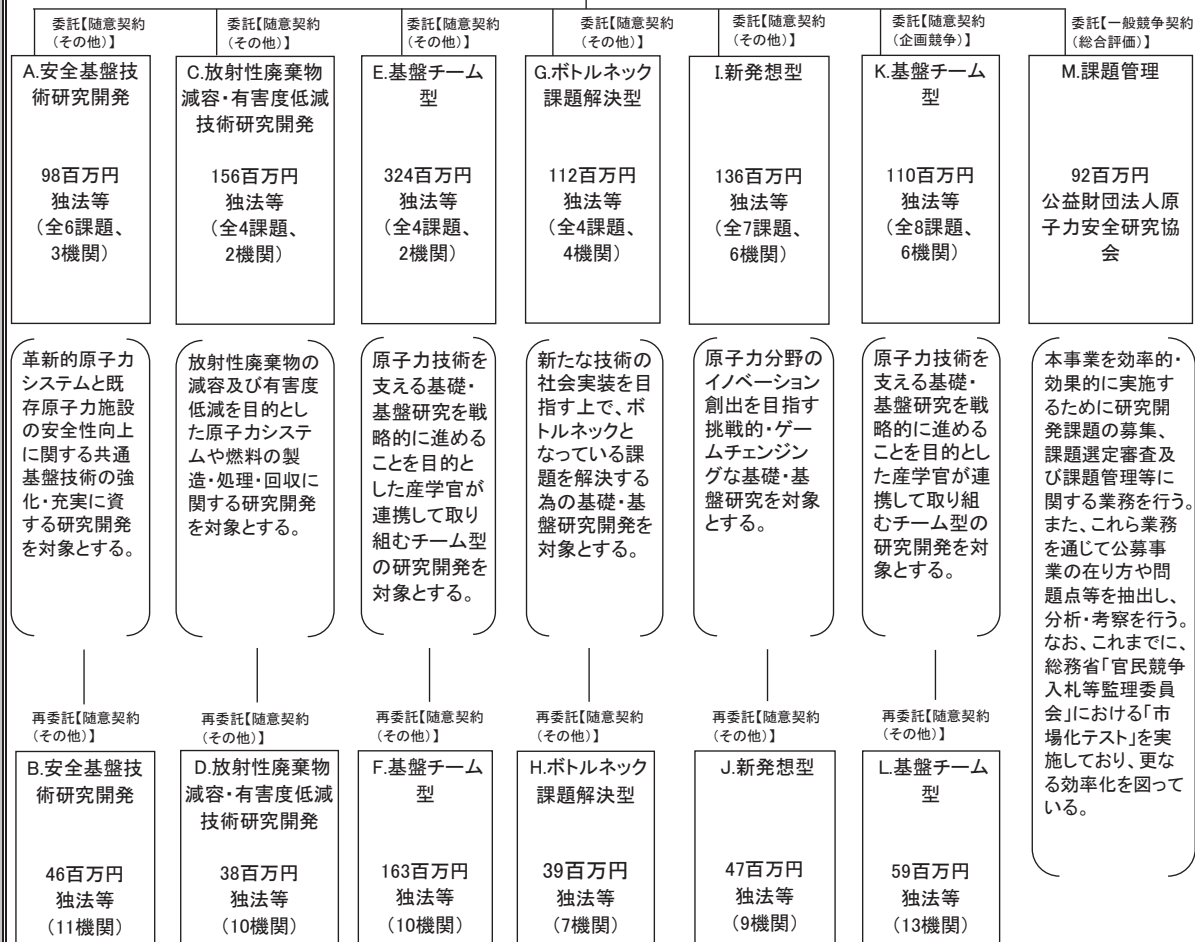 委託【随意契約
(その他)】
A.安全基盤技
術研究開発
98百万円
独法等
(全6課題、
3機関)
革新的原子力
システムと既
存原子力施設
の安全性向上
に関する共通
基盤技術の強
化・充実に資
する研究開発
を対象とする。
再委託【随意契約
(その他)】
B.安全基盤技
術研究開発
46百万円
独法等
(11機関)
委託【随意契約
(その他)】
C.放射性廃棄物
減容・有害度低減
技術研究開発
156百万円
独法等
(全4課題、
2機関)
放射性廃棄物の
減容及び有害度
低減を目的とし
た原子力システ
ムや燃料の製
造・処理・回収に
関する研究開発
を対象とする。
再委託【随意契約
(その他)】
D.放射性廃棄物
減容・有害度低減
技術研究開発
38百万円
独法等
(10機関)
委託【随意契約
(その他)】
E.基盤チーム
型
324百万円
独法等
(全4課題、
2機関)
原子力技術を
支える基礎・
基盤研究を戦
略的に進める
ことを目的と
した産学官が
連携して取り
組むチーム型
の研究開発を
対象とする。
再委託【随意契約
(その他)】
F.基盤チーム
型
163百万円
独法等
(10機関)
委託【随意契約
(その他)】
G.ボトルネック
課題解決型
112百万円
独法等
(全4課題、
4機関)
新たな技術の
社会実装を目
指す上で、ボ
トルネックと
なっている課
題を解決する
為の基礎・基
盤研究開発を
対象とする。
再委託【随意契約
(その他)】
H.ボトルネック
課題解決型
39百万円
独法等
(7機関)
委託【随意契約
(その他)】
I.新発想型
136百万円
独法等
(全7課題、
6機関)
原子力分野の
イノベーション
創出を目指す
挑戦的・ゲー
ムチェンジン
グな基礎・基
盤研究を対象
とする。
再委託【随意契約
(その他)】
J.新発想型
47百万円
独法等
(9機関)
委託【随意契約
(企画競争)】
K.基盤チーム
型
110百万円
独法等
(全8課題、
6機関)
原子力技術を
支える基礎・
基盤研究を戦
略的に進める
ことを目的とし
た産学官が連
携して取り組
むチーム型の
研究開発を対
象とする。
再委託【随意契約
(その他)】
L.基盤チーム
型
59百万円
独法等
(13機関)
委託【一般競争契約
(総合評価)】
M.課題管理
92百万円
公益財団法人原
子力安全研究協
会
本事業を効率的・
効果的に実施す
るために研究開
発課題の募集、
課題選定審査及
び課題管理等に
関する業務を行う。
また、これら業務
を通じて公募事
業の在り方や問
題点等を抽出し、
分析・考察を行う。
なお、これまでに、
総務省「官民競争
入札等監理委員
会」における「市
場化テスト」を実
施しており、更な
る効率化を図って
いる。